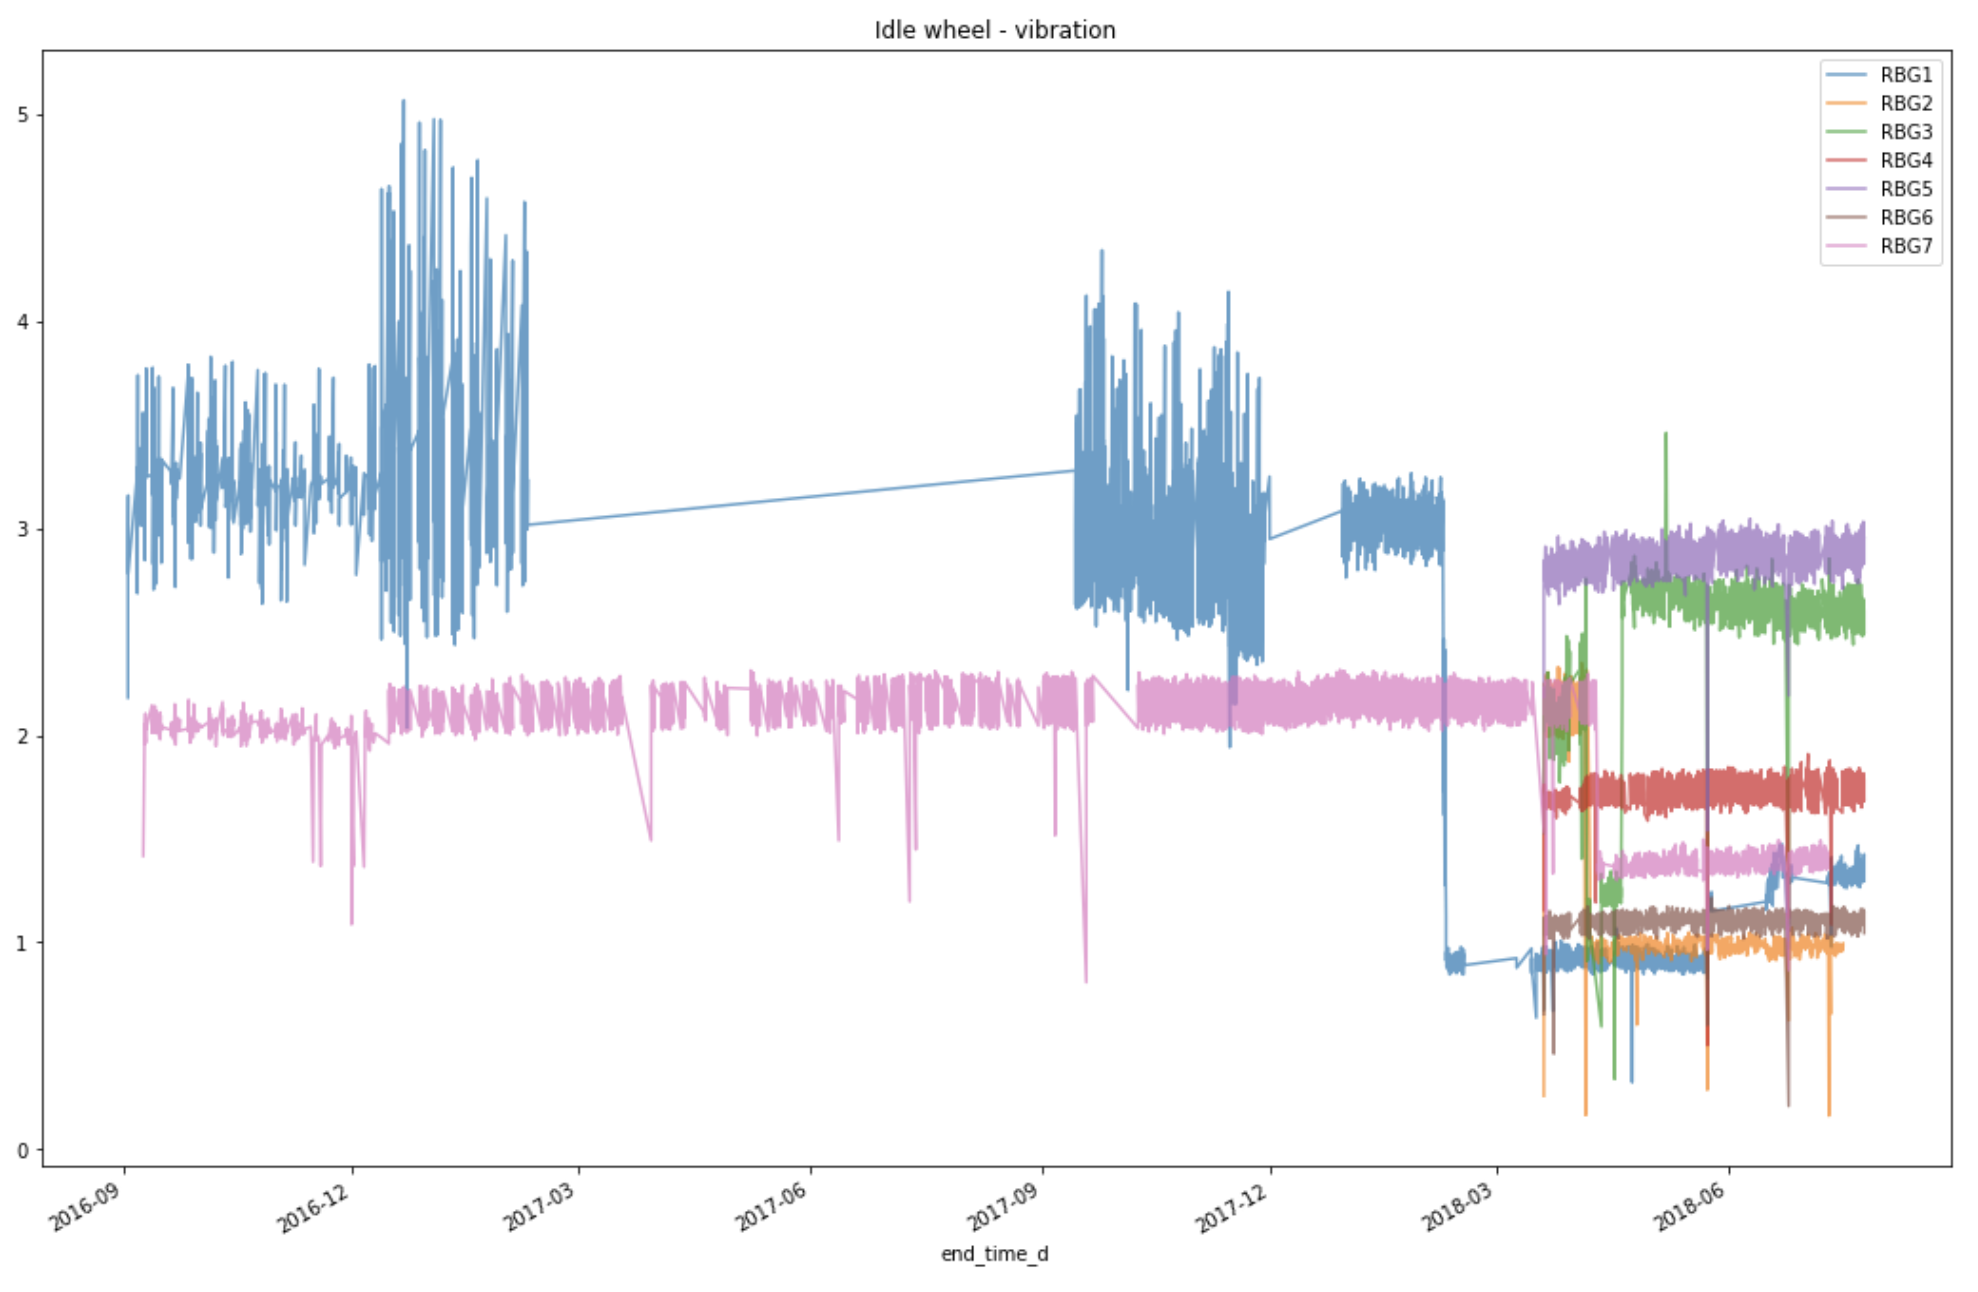 Idle wheel - vibration
RBG1
RBG2
RBG3
RBG4
RBG5
RBG6
RBG7
5
4
3
2
1
0
2016-09
2016-12
2017-03
2017-06
2017-09
2017-12
2018-03
2018-06
end_time_d